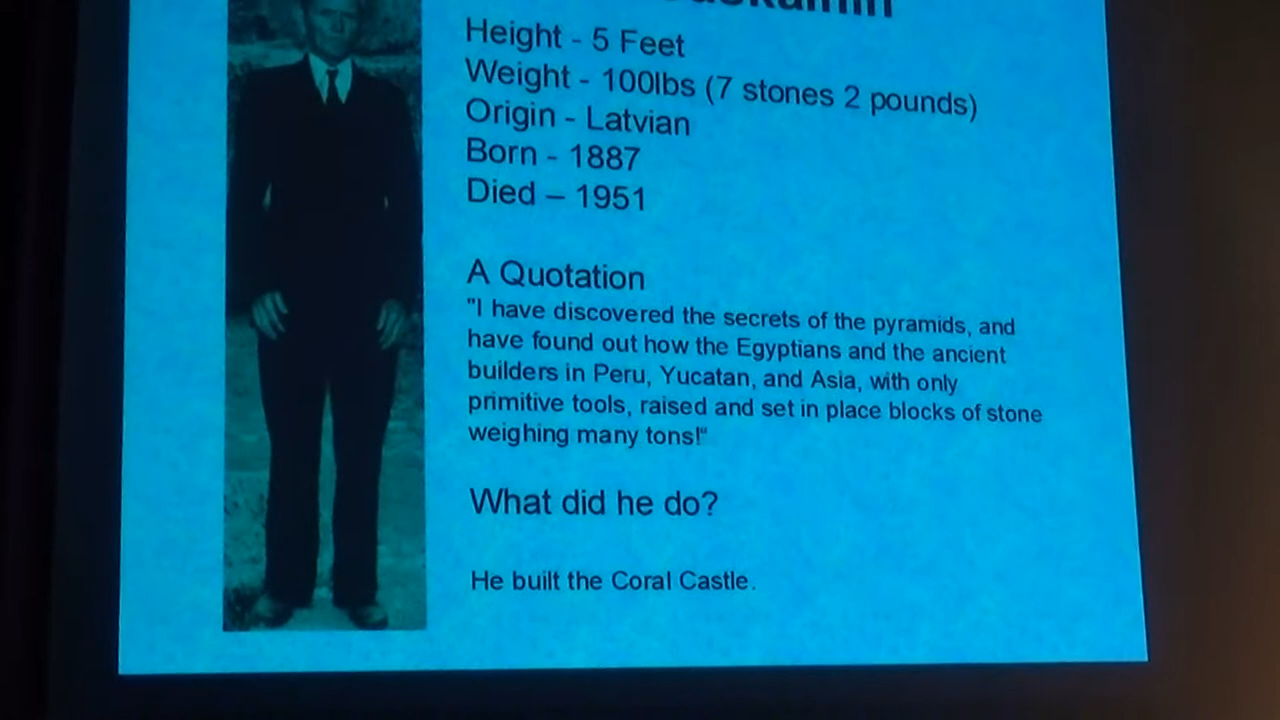 Height - 5 Feet
Weight - 100lbs (7 stones 2 pounds)
Origin - Latvian
Born - 1887
Died – 1951
A Quotation
"I have discovered the secrets of the pyramids, and
have found out how the Egyptians and the ancient
builders in Peru, Yucatan, and Asia, with only
primitive tools, raised and set in place blocks of stone
weighing many tons!"
What did he do?
He built the Coral Castle.